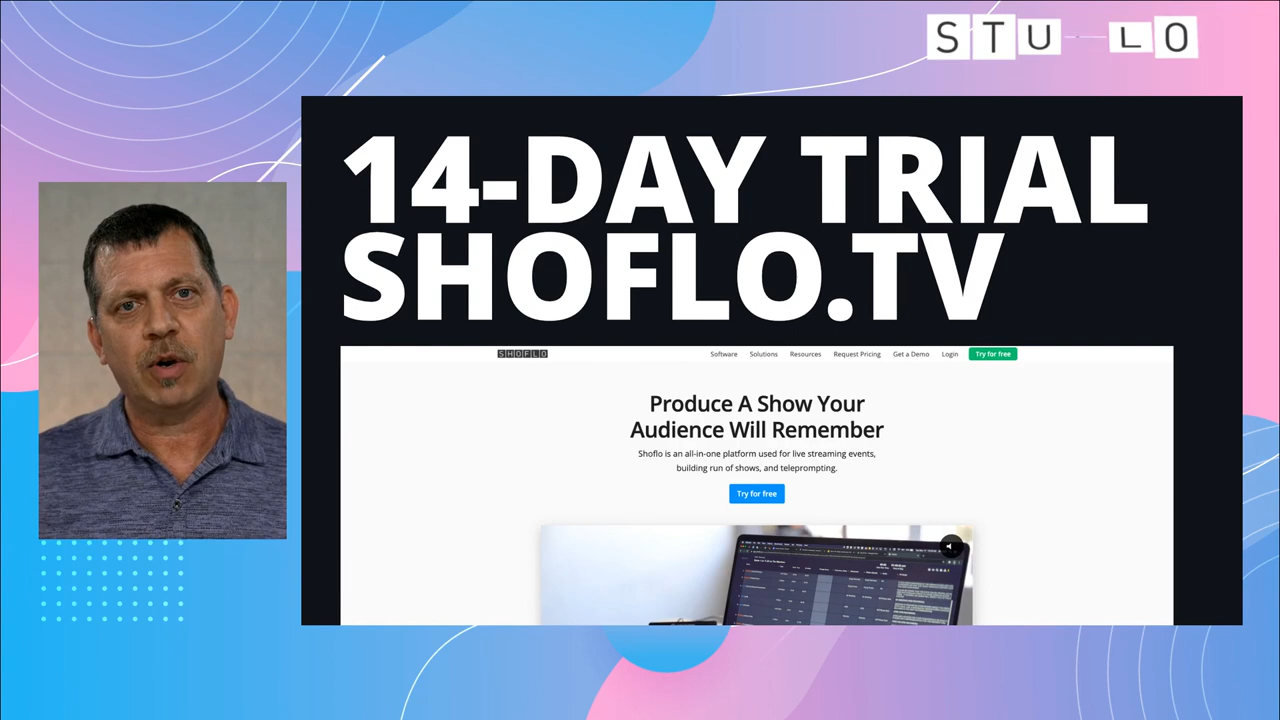 STU LO
14-DAY TRIAL
SHOFLO.TV
SHOFLO
Software Solutions Resources Request Pricing Get a Demo Login Try for free
Produce A Show Your
Audience Will Remember
Shoflo is an all-in-one platform used for live streaming events,
building run of shows, and teleprompting.
Try for free